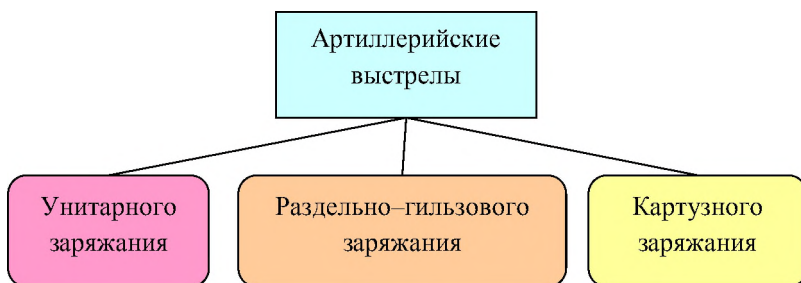 Артиллерийские
выстрелы
Унитарного
заряжания
Раздельно–гильзового
заряжания
Картузного
заряжания